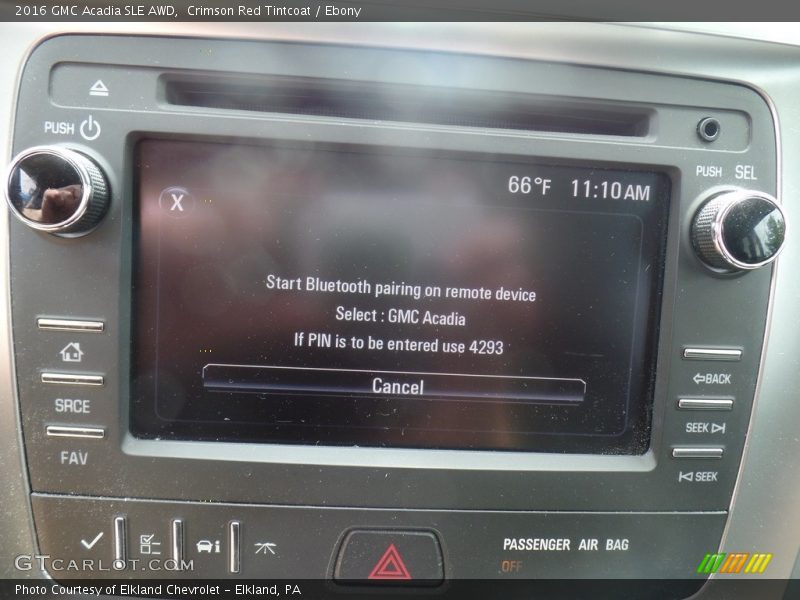 2016 GMC Acadia SLE AWD,  Crimson Red Tintcoat / Ebony
PUSH
PUSH SEL
66°F 11:10 AM
X
Start Bluetooth pairing on remote device
Select : GMC Acadia
If PIN is to be entered use 4293
Cancel
SRCE
FAV
BACK
SEEK
SEEK
PASSENGER AIR BAG
OFF
GTCARLOT.COM
Photo Courtesy of Elkland Chevrolet – Elkland, PA